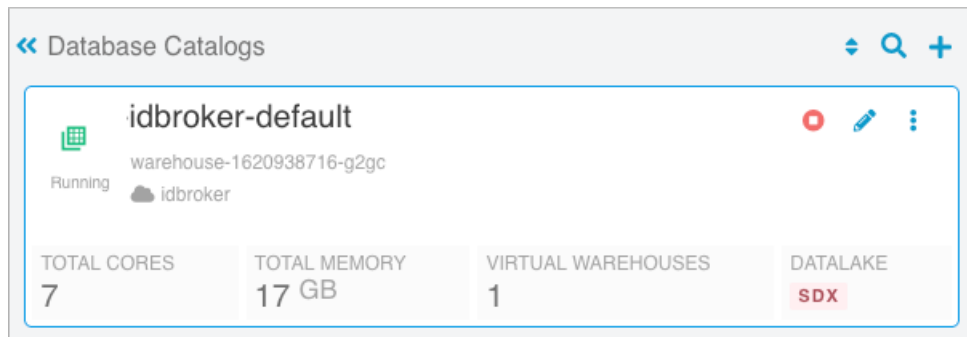 Database Catalogs
idbroker-default
warehouse-1620938716-g2gc
Running
idbroker
TOTAL CORES
7
TOTAL MEMORY
17 GB
VIRTUAL WAREHOUSES
1
DATALAKE
SDX